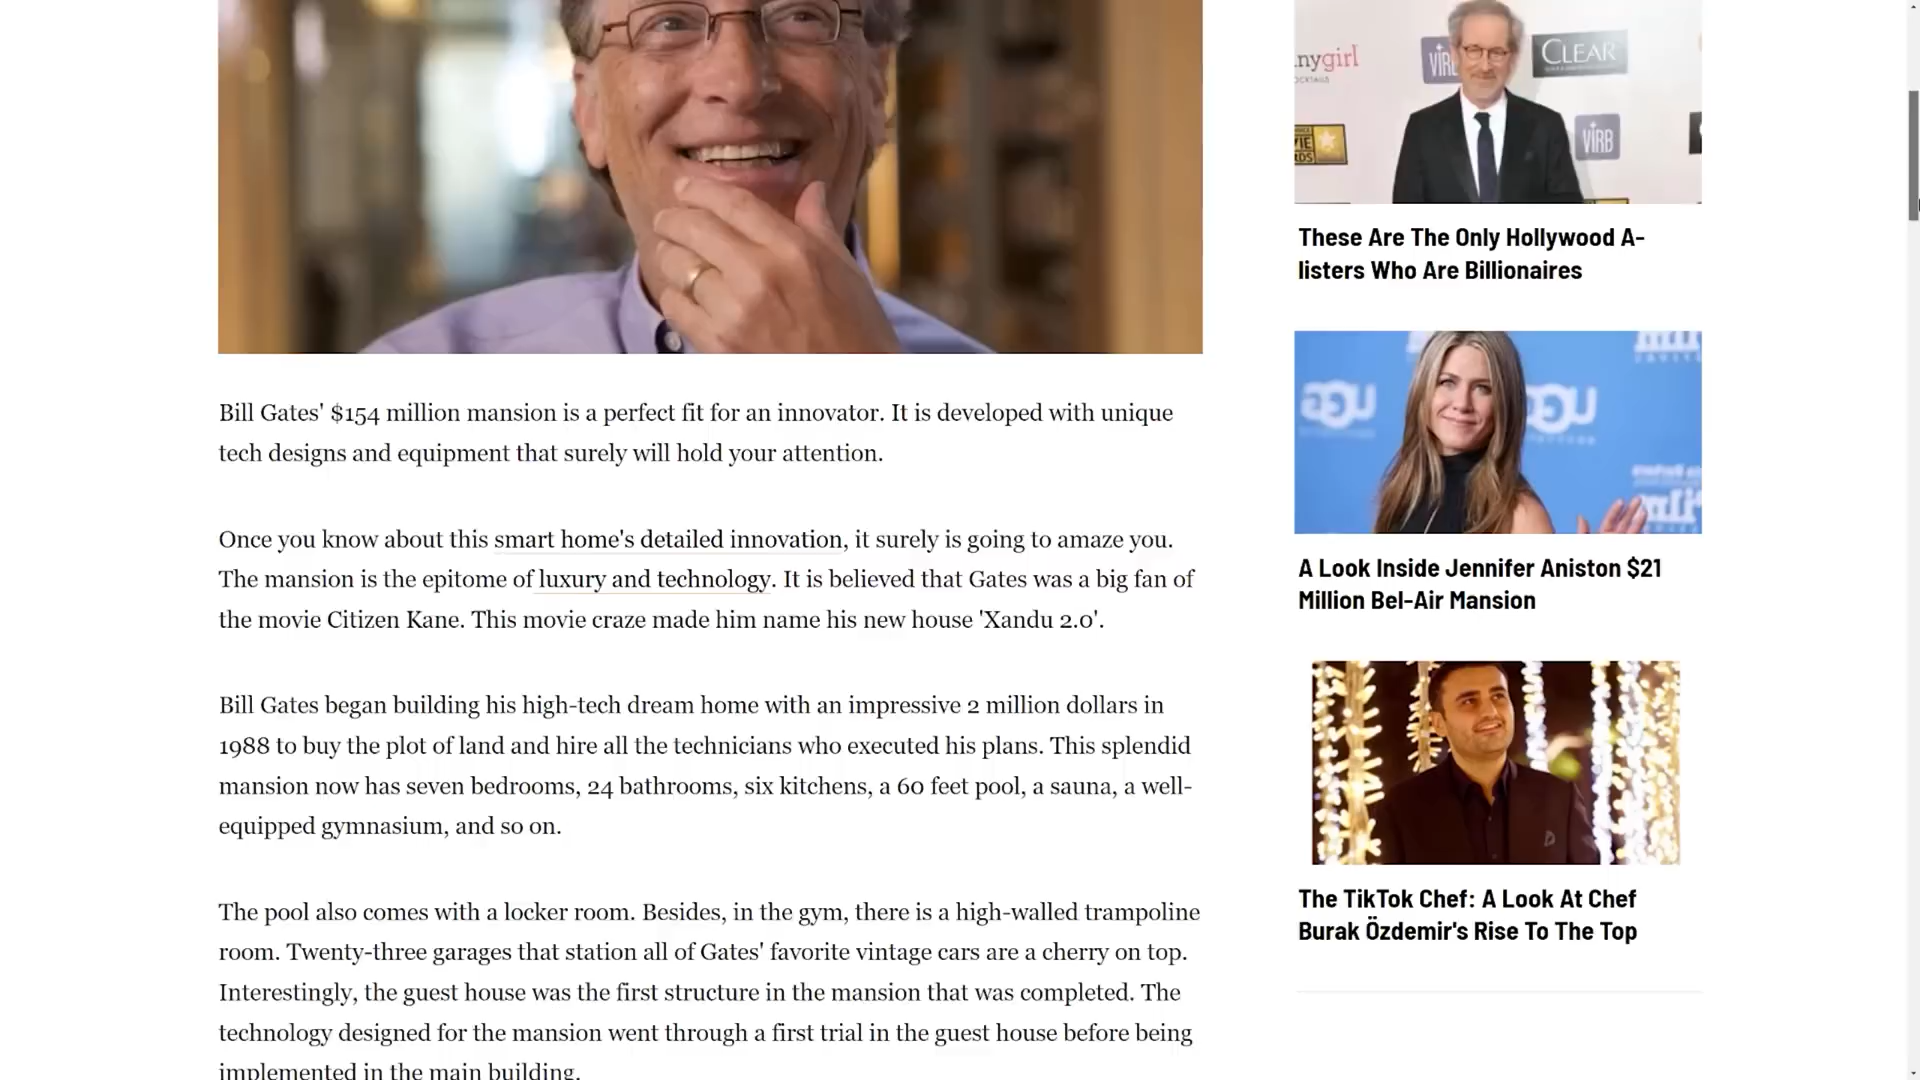 Bill Gates' $154 million mansion is a perfect fit for an innovator. It is developed with unique
tech designs and equipment that surely will hold your attention.
Once you know about this smart home's detailed innovation, it surely is going to amaze you.
The mansion is the epitome of luxury and technology. It is believed that Gates was a big fan of
the movie Citizen Kane. This movie craze made him name his new house 'Xandu 2.0'.
Bill Gates began building his high-tech dream home with an impressive 2 million dollars in
1988 to buy the plot of land and hire all the technicians who executed his plans. This splendid
mansion now has seven bedrooms, 24 bathrooms, six kitchens, a 60 feet pool, a sauna, a well-
equipped gymnasium, and so on.
The pool also comes with a locker room. Besides, in the gym, there is a high-walled trampoline
room. Twenty-three garages that station all of Gates' favorite vintage cars are a cherry on top.
Interestingly, the guest house was the first structure in the mansion that was completed. The
technology designed for the mansion went through a first trial in the guest house before being
implemented in the main building.
nygirl
VIRB
CLEAR
VIRB
These Are The Only Hollywood A-
listers Who Are Billionaires
A Look Inside Jennifer Aniston $21
Million Bel-Air Mansion
The TikTok Chef: A Look At Chef
Burak Özdemir's Rise To The Top